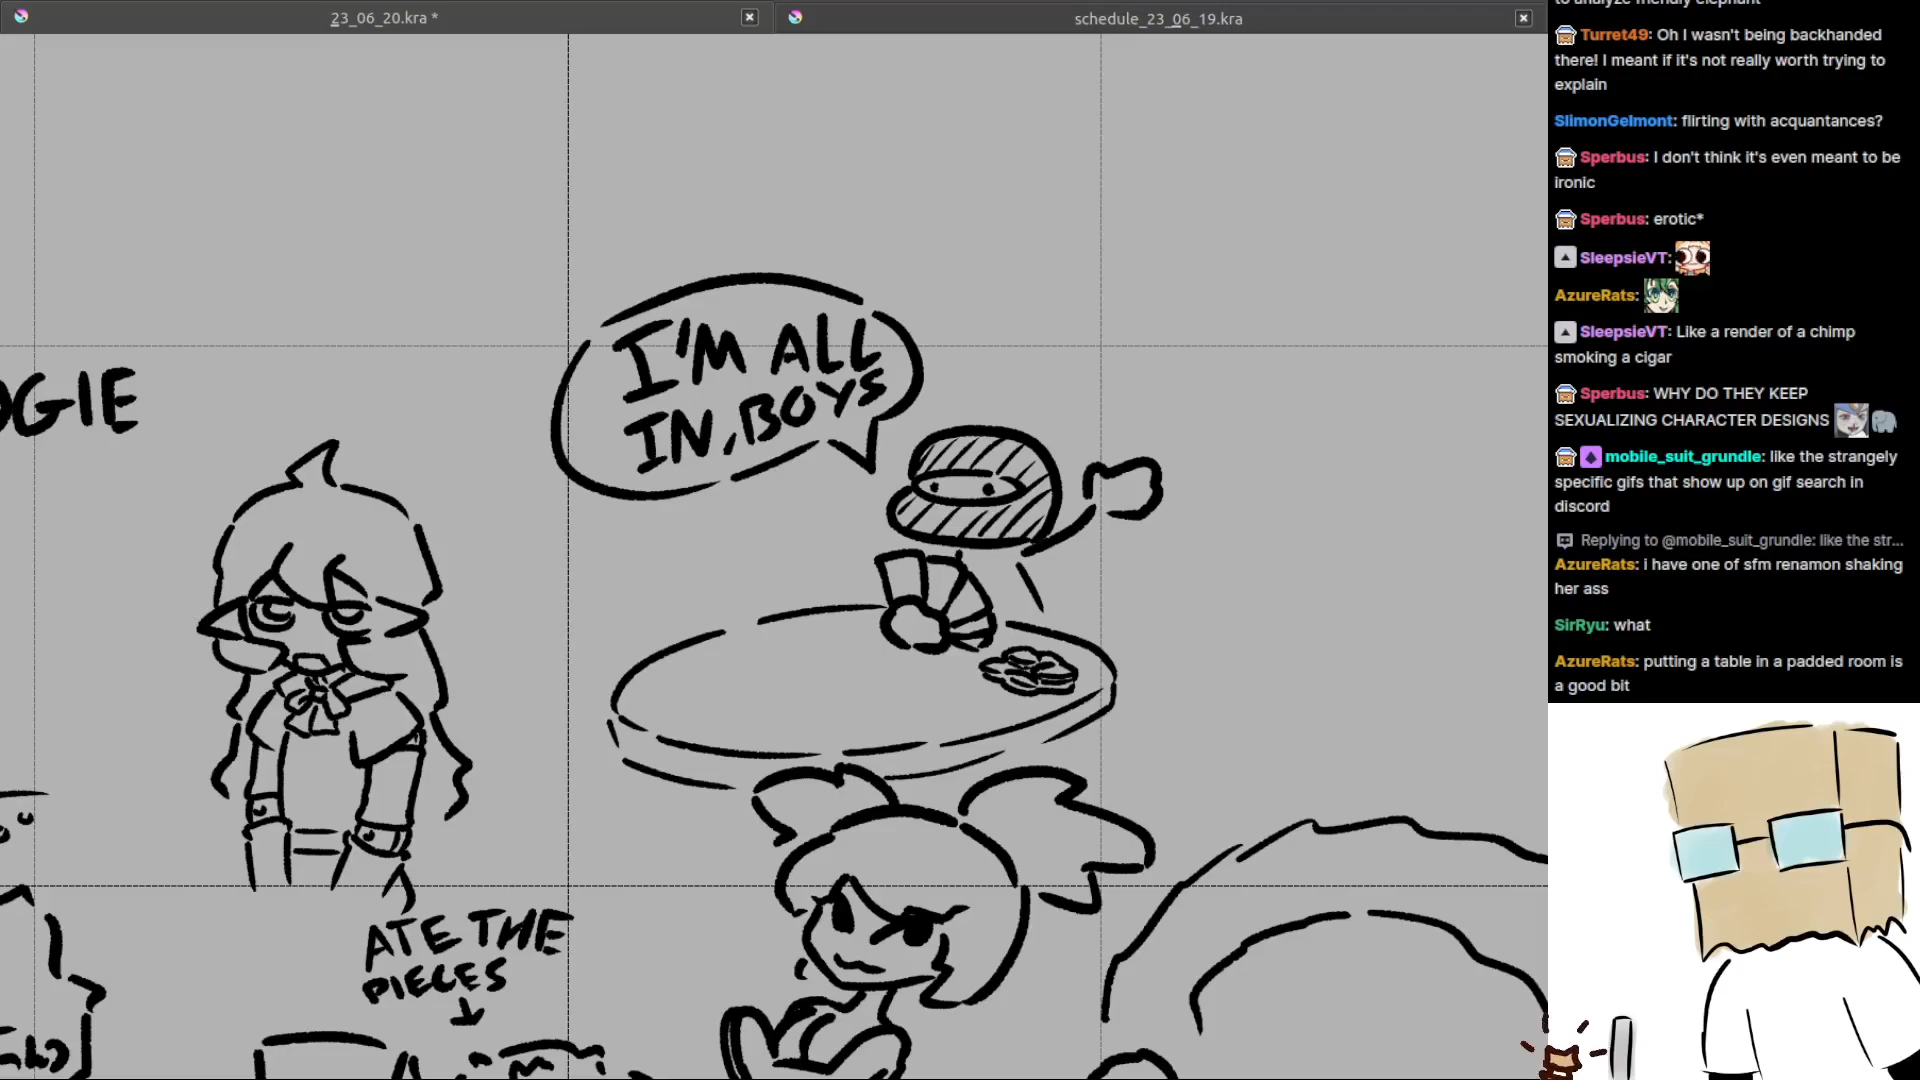 23_06_20.kra *
schedule_23_06_19.kra
OGIE
I'M ALL
IN, BOYS
ATE THE
PIECES
Turret49: Oh I wasn't being backhanded
there! I meant if it's not really worth trying to
explain
SlimonGelmont: flirting with acquantances?
Sperbus: I don't think it's even meant to be
ironic
Sperbus: erotic*
SleepsieVT:
AzureRats:
SleepsieVT: Like a render of a chimp
smoking a cigar
Sperbus: WHY DO THEY KEEP
SEXUALIZING CHARACTER DESIGNS
mobile_suit_grundle: like the strangely
specific gifs that show up on gif search in
discord
Replying to @mobile_suit_grundle: like the str...
AzureRats: i have one of sfm renamon shaking
her ass
SirRyu: what
AzureRats: putting a table in a padded room is
a good bit